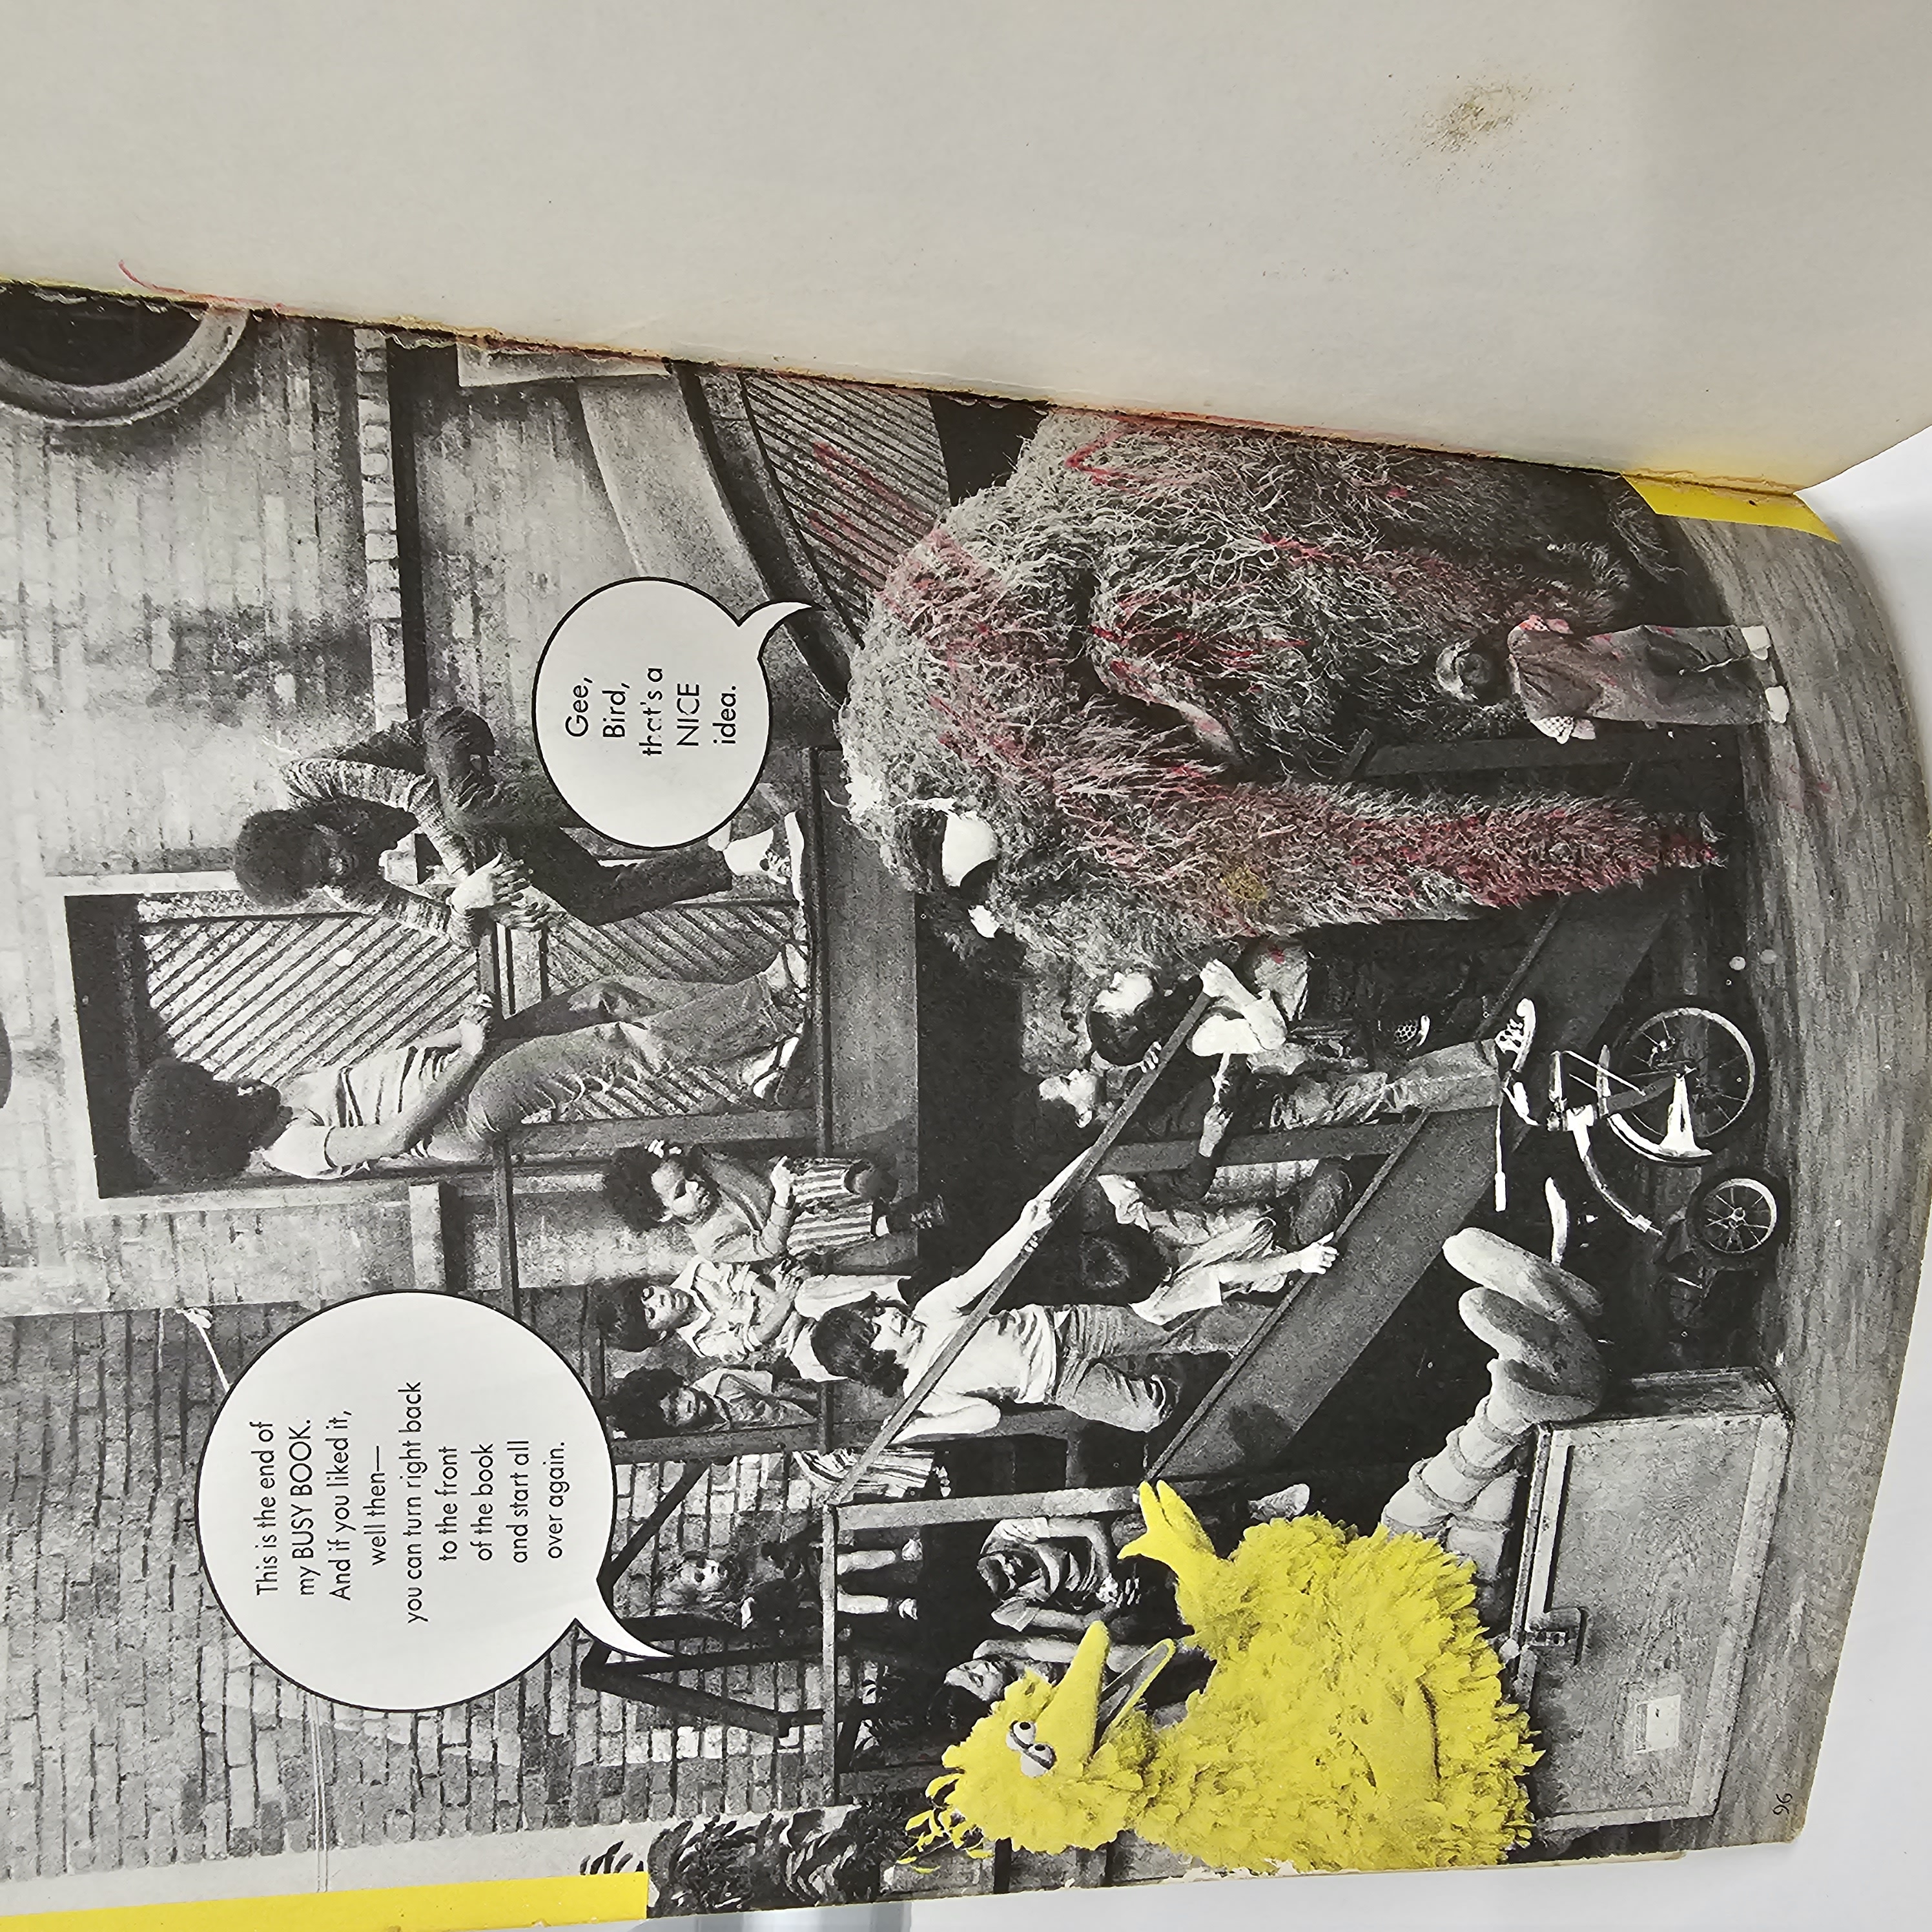 This is the end of
my BUSY BOOK.
And if you liked it,
well then—
you can turn right back
to the front
of the book
and start all
over again.
Gee,
Bird,
that's a
NICE
idea.
96